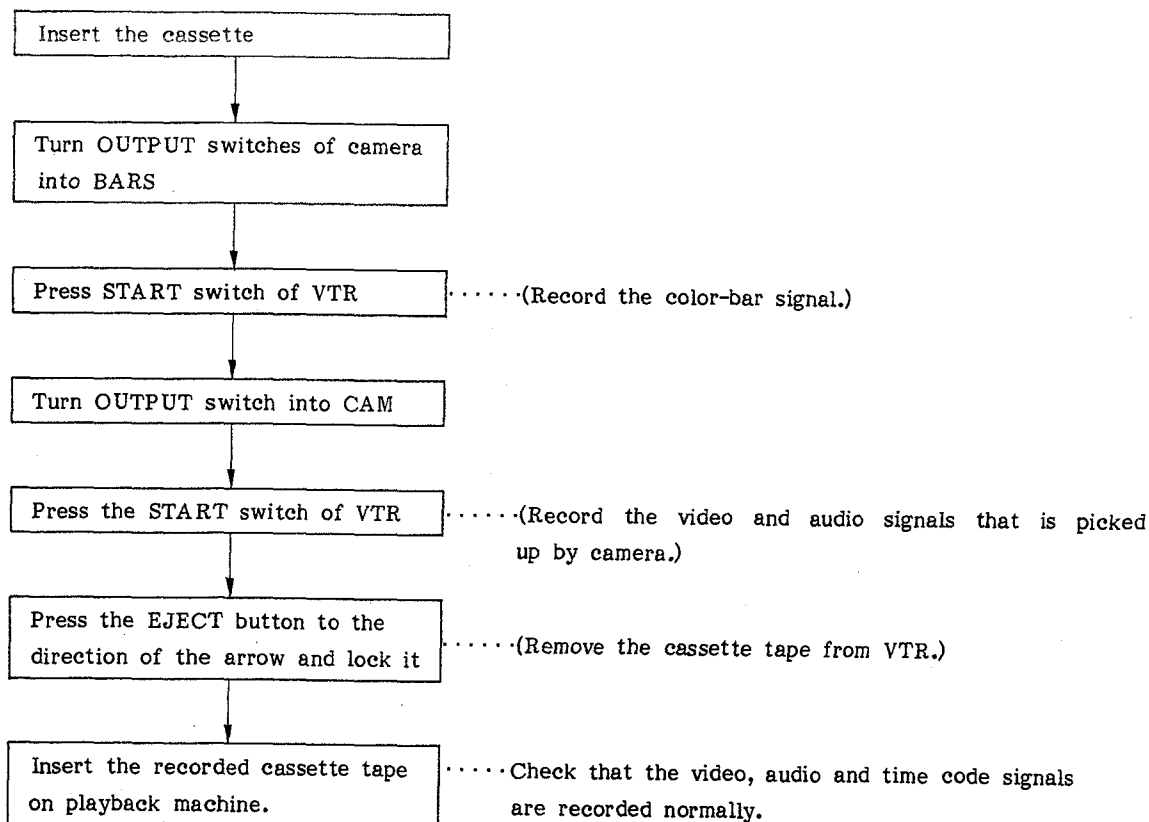 Insert the cassette
Turn OUTPUT switches of camera
into BARS
Press START switch of VTR ······(Record the color-bar signal.)
Turn OUTPUT switch into CAM
Press the START switch of VTR ······(Record the video and audio signals that is picked
up by camera.)
Press the EJECT button to the
direction of the arrow and lock it ······(Remove the cassette tape from VTR.)
Insert the recorded cassette tape ·····Check that the video, audio and time code signals
on playback machine. are recorded normally.